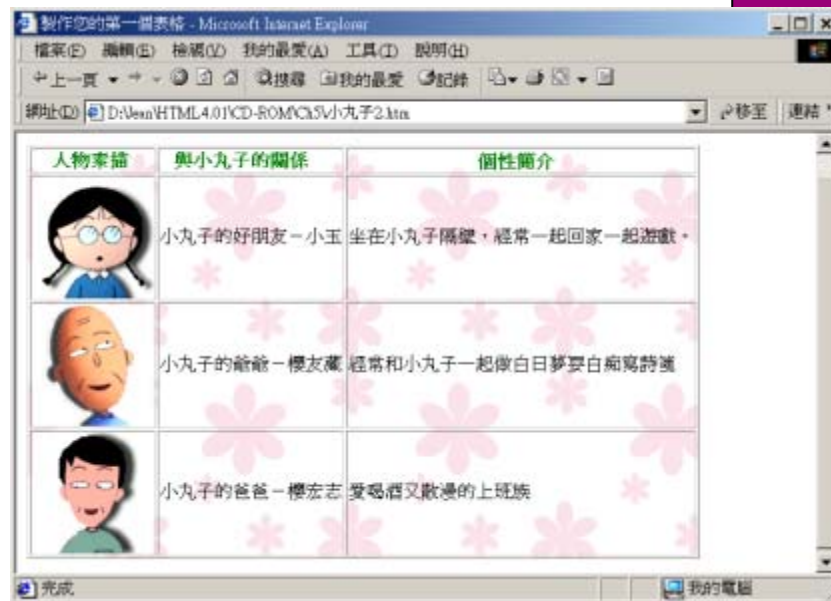 製作您的第一個表格 - Microsoft Internet Explorer
檔案(F) 編輯(E) 檢視(V) 我的最愛(A) 工具(T) 說明(H)
上一頁 搜尋 我的最愛 記錄
網址(D) D:\Jean\HTML4.01\CD-ROM\Ch5\小丸子2.htm 移至 連結
人物素描 與小丸子的關係 個性簡介
小丸子的好朋友－小玉 坐在小丸子隔壁，經常一起回家一起遊戲。
小丸子的爺爺－櫻友藏 經常和小丸子一起做白日夢耍白痴寫詩箋
小丸子的爸爸－櫻宏志 愛喝酒又散漫的上班族
完成 我的電腦